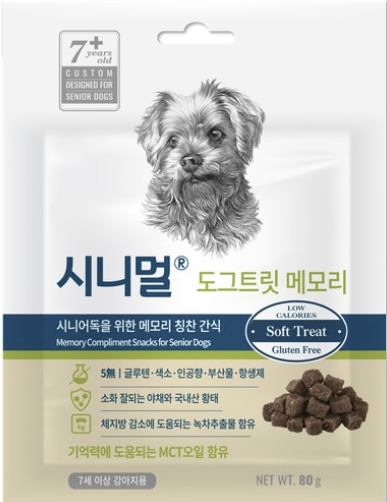 7+ years old
CUSTOM
DESIGNED FOR
SENIOR DOGS
시니멀® 도그트릿 메모리
시니어독을 위한 메모리 칭찬 간식
Memory Compliment Snacks for Senior Dogs
LOW
CALORIES
• Soft Treat •
Gluten Free
5無 | 글루텐·색소·인공향·부산물·항생제
소화 잘되는 야채와 국내산 황태
kg
체지방 감소에 도움되는 녹차추출물 함유
기억력에 도움되는 MCT오일 함유
7세 이상 강아지용
NET WT. 80 g